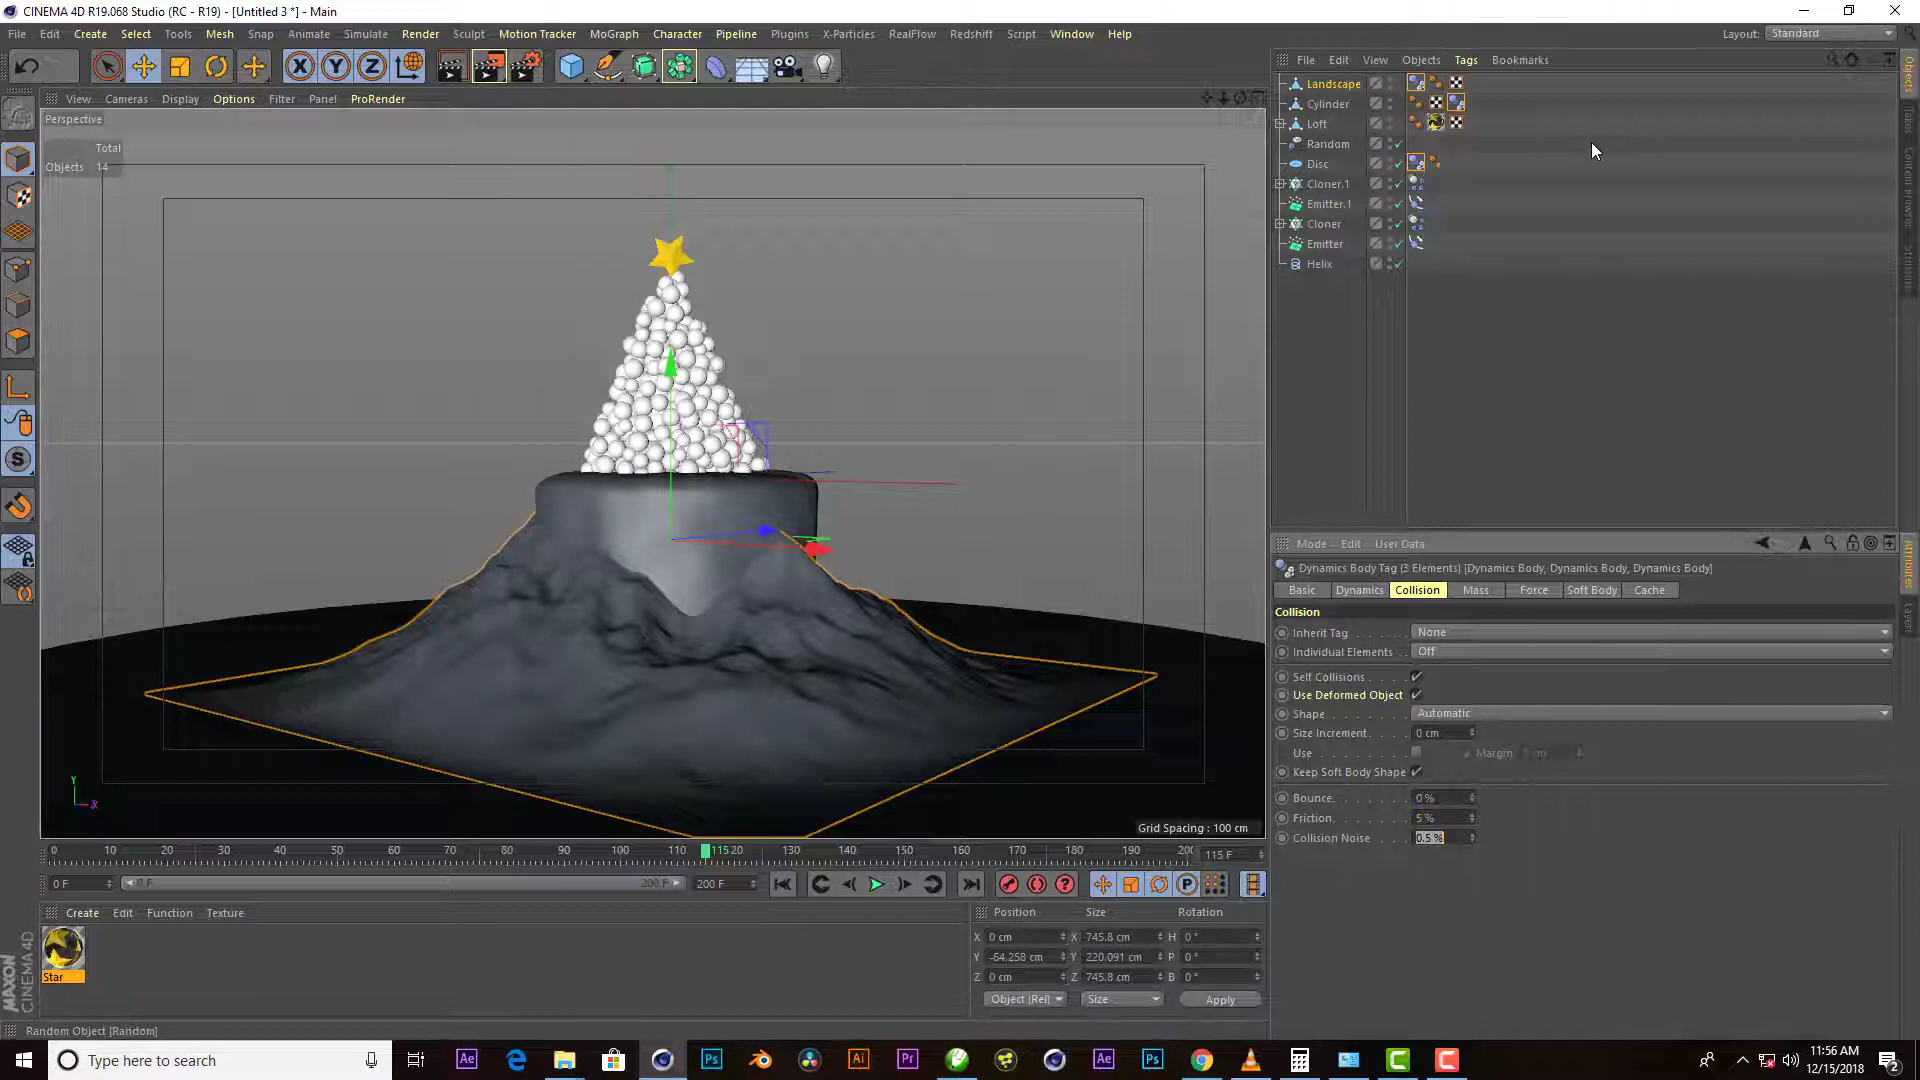 CINEMA 4D R19.068 Studio (RC - R19) - [Untitled 3 *] - Main
File Edit Create Select Tools Mesh Snap Animate Simulate Render Sculpt Motion Tracker MoGraph Character Pipeline Plugins X-Particles RealFlow Redshift Script Window Help
Layout: Standard
File Edit View Objects Tags Bookmarks
View Cameras Display Options Filter Panel ProRender
Perspective
Total
Objects 14
Landscape
Cylinder
Loft
Random
Disc
Cloner.1
Emitter.1
Cloner
Emitter
Helix
Objects
Takes
Content Browser
Structure
Mode Edit User Data
Dynamics Body Tag (3 Elements) [Dynamics Body, Dynamics Body, Dynamics Body]
Basic Dynamics Collision Mass Force Soft Body Cache
Collision
Inherit Tag . . . . . . None
Individual Elements . Off
Self Collisions . . . .
Use Deformed Object
Shape . . . . . . . Automatic
Size Increment. . . . 0 cm
Use . . . . . . . . Margin
Keep Soft Body Shape
Bounce. . . . . . . 0 %
Friction. . . . . . . 5 %
Collision Noise . . . 0.5 %
Attributes
Layers
Y
X
Grid Spacing : 100 cm
0 10 20 30 40 50 60 70 80 90 100 110 115 20 130 140 150 160 170 180 190 200
115 F
0 F 0 F 200 F 200 F
Create Edit Function Texture
Star
Position Size Rotation
X 0 cm X 745.8 cm H 0 °
Y -64.258 cm Y 220.091 cm P 0 °
Z 0 cm Z 745.8 cm B 0 °
Object (Rel) Size Apply
MAXON
CINEMA 4D
Random Object [Random]
Type here to search
11:56 AM
12/15/2018
2